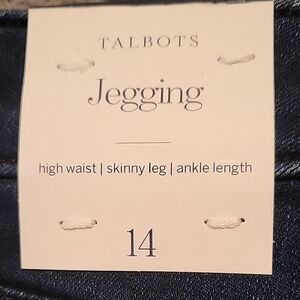 TALBOTS
Jegging
high waist | skinny leg | ankle length
14